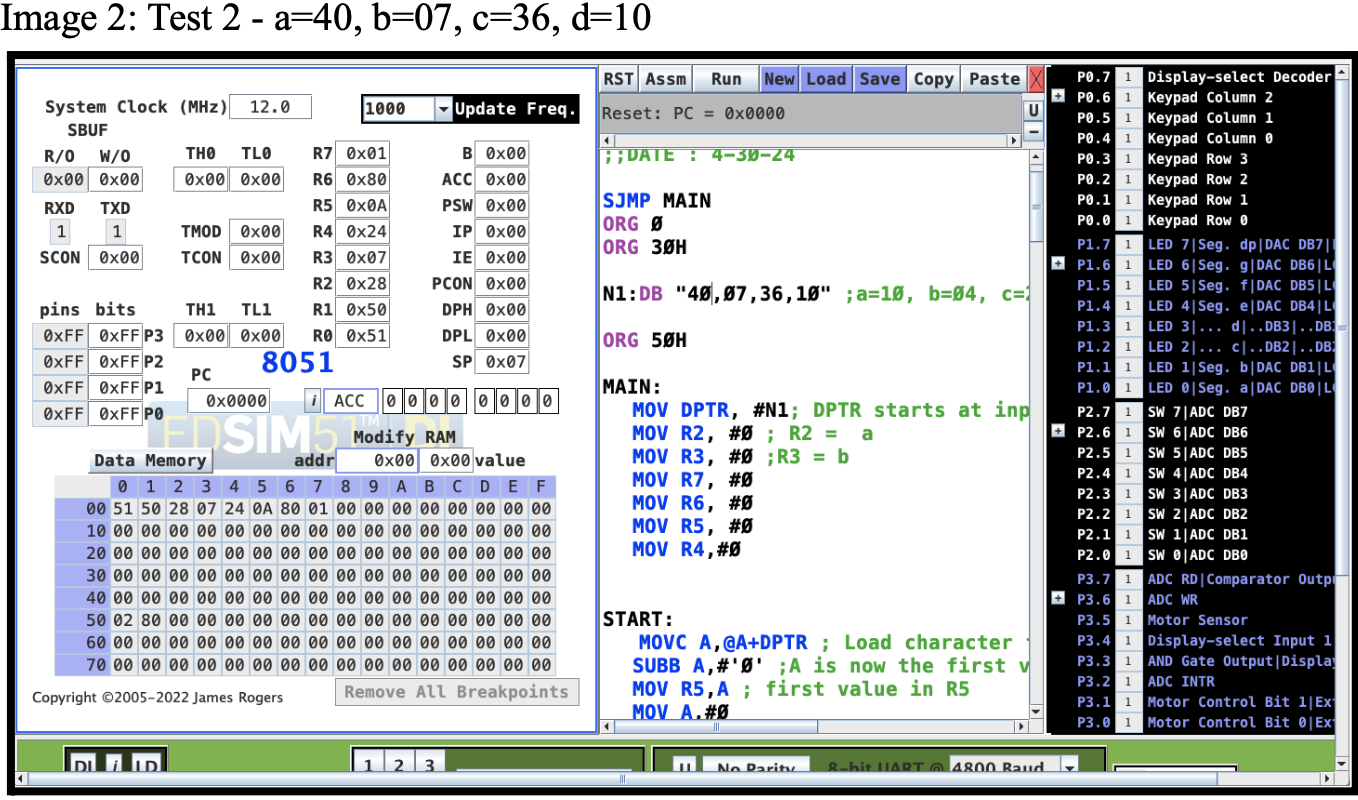 Image 2: Test 2 - a=40, b=07, c=36, d=10
System Clock (MHz) 12.0
1000 Update Freq.
SBUF
R/O W/O TH0 TL0 R7 0x01 B 0x00
0x00 0x00 0x00 0x00 R6 0x80 ACC 0x00
RXD TXD R5 0x0A PSW 0x00
1 1 TMOD 0x00 R4 0x24 IP 0x00
SCON 0x00 TCON 0x00 R3 0x07 IE 0x00
R2 0x28 PCON 0x00
pins bits TH1 TL1 R1 0x50 DPH 0x00
0xFF 0xFF P3 0x00 0x00 R0 0x51 DPL 0x00
0xFF 0xFF P2 8051 SP 0x07
0xFF 0xFF P1 PC
0xFF 0xFF P0 0x0000 i ACC 0 0 0 0 0 0 0 0
EDSIM51™ DI
Modify RAM
Data Memory addr 0x00 0x00 value
0 1 2 3 4 5 6 7 8 9 A B C D E F
00 51 50 28 07 24 0A 80 01 00 00 00 00 00 00 00 00
10 00 00 00 00 00 00 00 00 00 00 00 00 00 00 00 00
20 00 00 00 00 00 00 00 00 00 00 00 00 00 00 00 00
30 00 00 00 00 00 00 00 00 00 00 00 00 00 00 00 00
40 00 00 00 00 00 00 00 00 00 00 00 00 00 00 00 00
50 02 80 00 00 00 00 00 00 00 00 00 00 00 00 00 00
60 00 00 00 00 00 00 00 00 00 00 00 00 00 00 00 00
70 00 00 00 00 00 00 00 00 00 00 00 00 00 00 00 00
Copyright ©2005-2022 James Rogers
Remove All Breakpoints
RST Assm Run New Load Save Copy Paste X
Reset: PC = 0x0000
U
–
;;DATE : 4-30-24
SJMP MAIN
ORG 0
ORG 30H
N1:DB "40,07,36,10" ;a=10, b=04, c=2
ORG 50H
MAIN:
MOV DPTR, #N1; DPTR starts at inp
MOV R2, #0 ; R2 = a
MOV R3, #0 ;R3 = b
MOV R7, #0
MOV R6, #0
MOV R5, #0
MOV R4,#0
START:
MOVC A,@A+DPTR ; Load character
SUBB A,#'0' ;A is now the first v
MOV R5,A ; first value in R5
MOV A,#0
P0.7 1 Display-select Decoder
P0.6 1 Keypad Column 2
P0.5 1 Keypad Column 1
P0.4 1 Keypad Column 0
P0.3 1 Keypad Row 3
P0.2 1 Keypad Row 2
P0.1 1 Keypad Row 1
P0.0 1 Keypad Row 0
P1.7 1 LED 7|Seg. dp|DAC DB7|
P1.6 1 LED 6|Seg. g|DAC DB6|L
P1.5 1 LED 5|Seg. f|DAC DB5|L
P1.4 1 LED 4|Seg. e|DAC DB4|L
P1.3 1 LED 3|... d|..DB3|..DB
P1.2 1 LED 2|... c|..DB2|..DB
P1.1 1 LED 1|Seg. b|DAC DB1|L
P1.0 1 LED 0|Seg. a|DAC DB0|L
P2.7 1 SW 7|ADC DB7
P2.6 1 SW 6|ADC DB6
P2.5 1 SW 5|ADC DB5
P2.4 1 SW 4|ADC DB4
P2.3 1 SW 3|ADC DB3
P2.2 1 SW 2|ADC DB2
P2.1 1 SW 1|ADC DB1
P2.0 1 SW 0|ADC DB0
P3.7 1 ADC RD|Comparator Outp
P3.6 1 ADC WR
P3.5 1 Motor Sensor
P3.4 1 Display-select Input 1
P3.3 1 AND Gate Output|Display
P3.2 1 ADC INTR
P3.1 1 Motor Control Bit 1|Ex
P3.0 1 Motor Control Bit 0|Ex
DI i LD 1 2 3 U No Parity 8-bit UART @ 4800 Baud